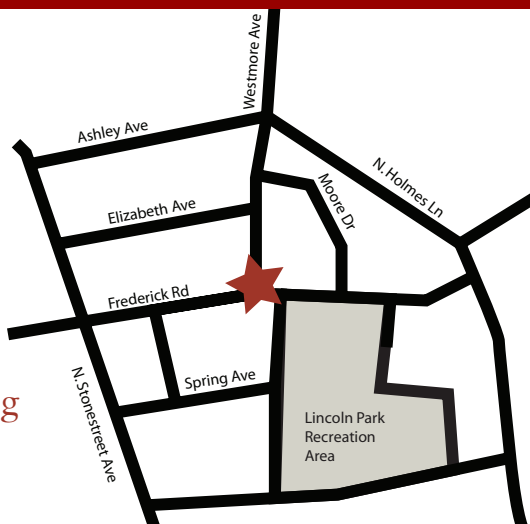 Westmore Ave
Ashley Ave
N. Holmes Ln
Moore Dr
Elizabeth Ave
Frederick Rd
g
Spring Ave
N. Stonestreet Ave
Lincoln Park
Recreation
Area